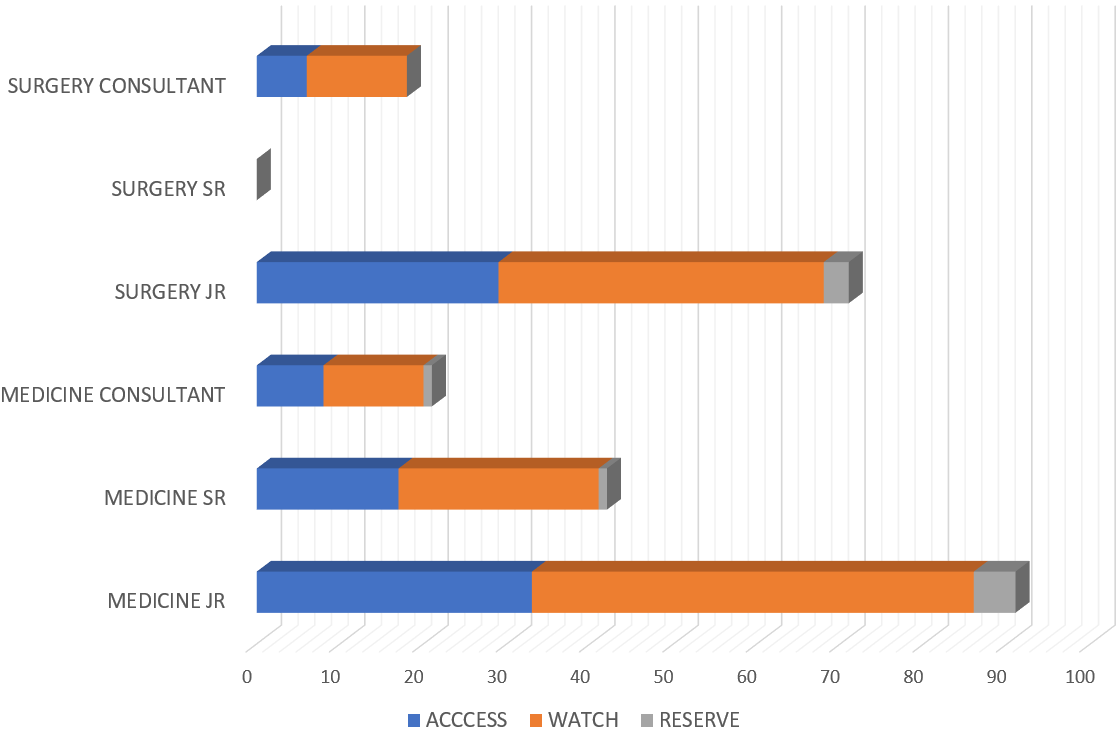 SURGERY CONSULTANT
SURGERY SR
SURGERY JR
MEDICINE CONSULTANT
MEDICINE SR
MEDICINE JR
0 10 20 30 40 50 60 70 80 90 100
ACCCESS WATCH RESERVE